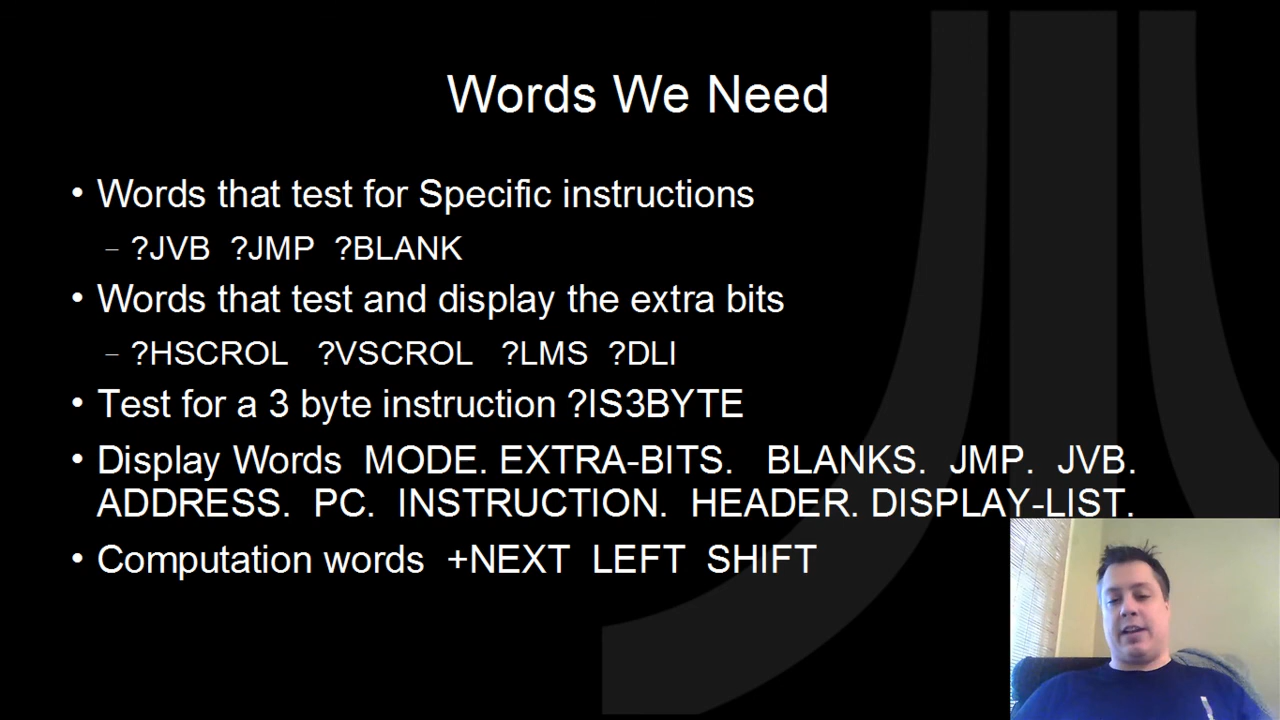 Words We Need
• Words that test for Specific instructions
– ?JVB ?JMP ?BLANK
• Words that test and display the extra bits
– ?HSCROL ?VSCROL ?LMS ?DLI
• Test for a 3 byte instruction ?IS3BYTE
• Display Words MODE. EXTRA-BITS. BLANKS. JMP. JVB.
ADDRESS. PC. INSTRUCTION. HEADER. DISPLAY-LIST.
• Computation words +NEXT LEFT SHIFT